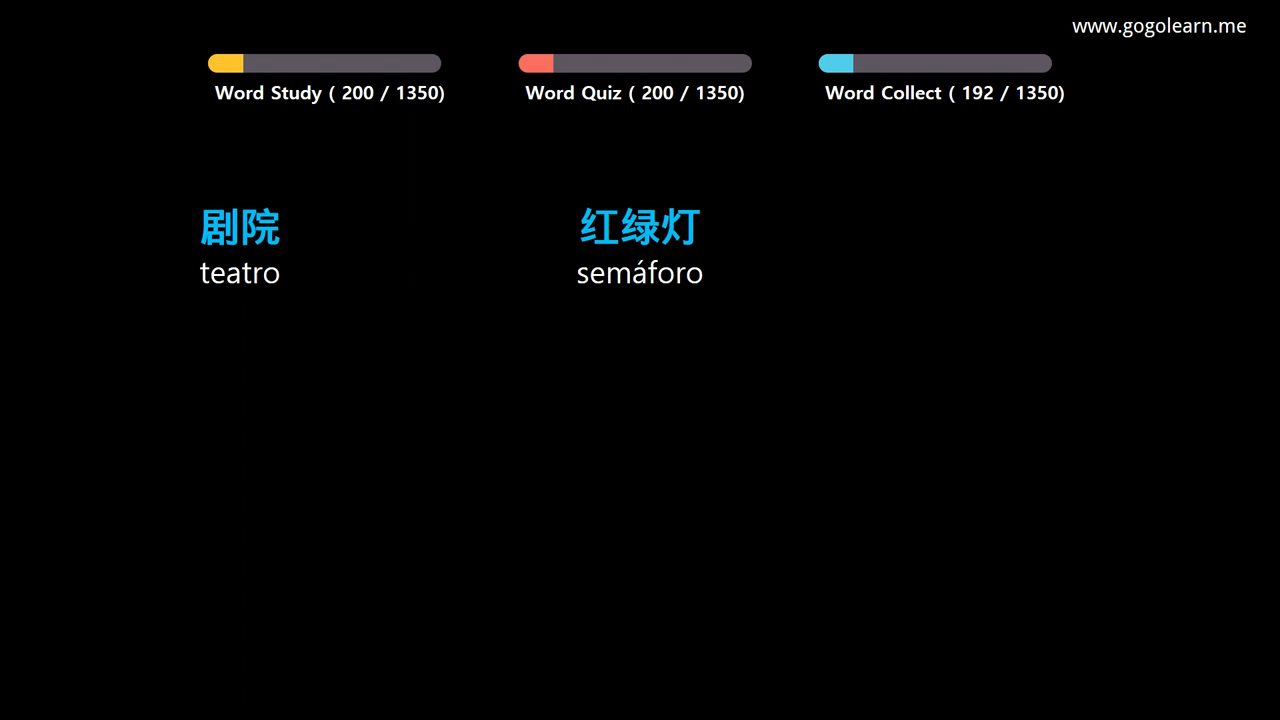 www.gogolearn.me
Word Study ( 200 / 1350)
Word Quiz ( 200 / 1350)
Word Collect ( 192 / 1350)
剧院
teatro
红绿灯
semáforo